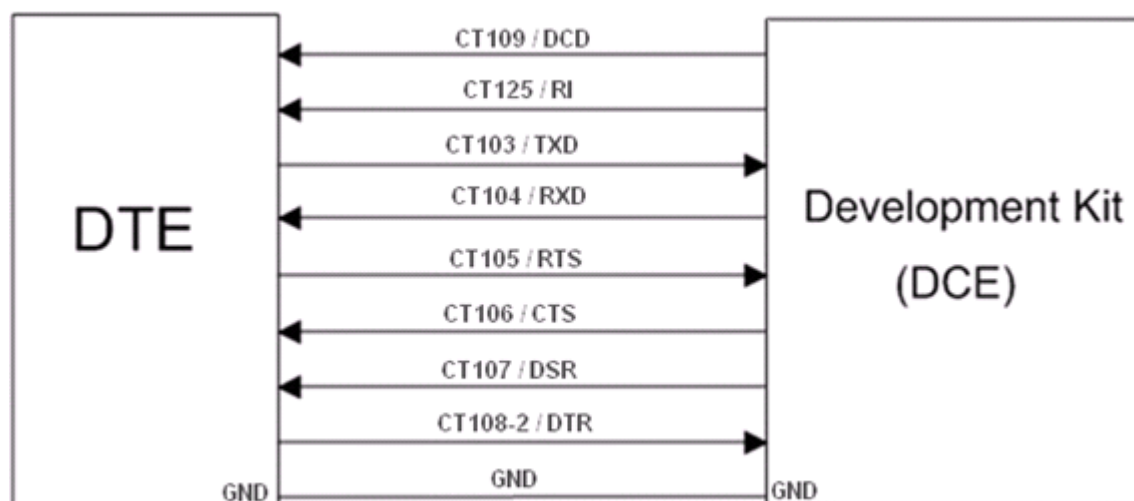 CT109 / DCD
CT125 / RI
CT103 / TXD
CT104 / RXD
CT105 / RTS
CT106 / CTS
CT107 / DSR
CT108-2 / DTR
GND
DTE
GND
Development Kit
(DCE)
GND